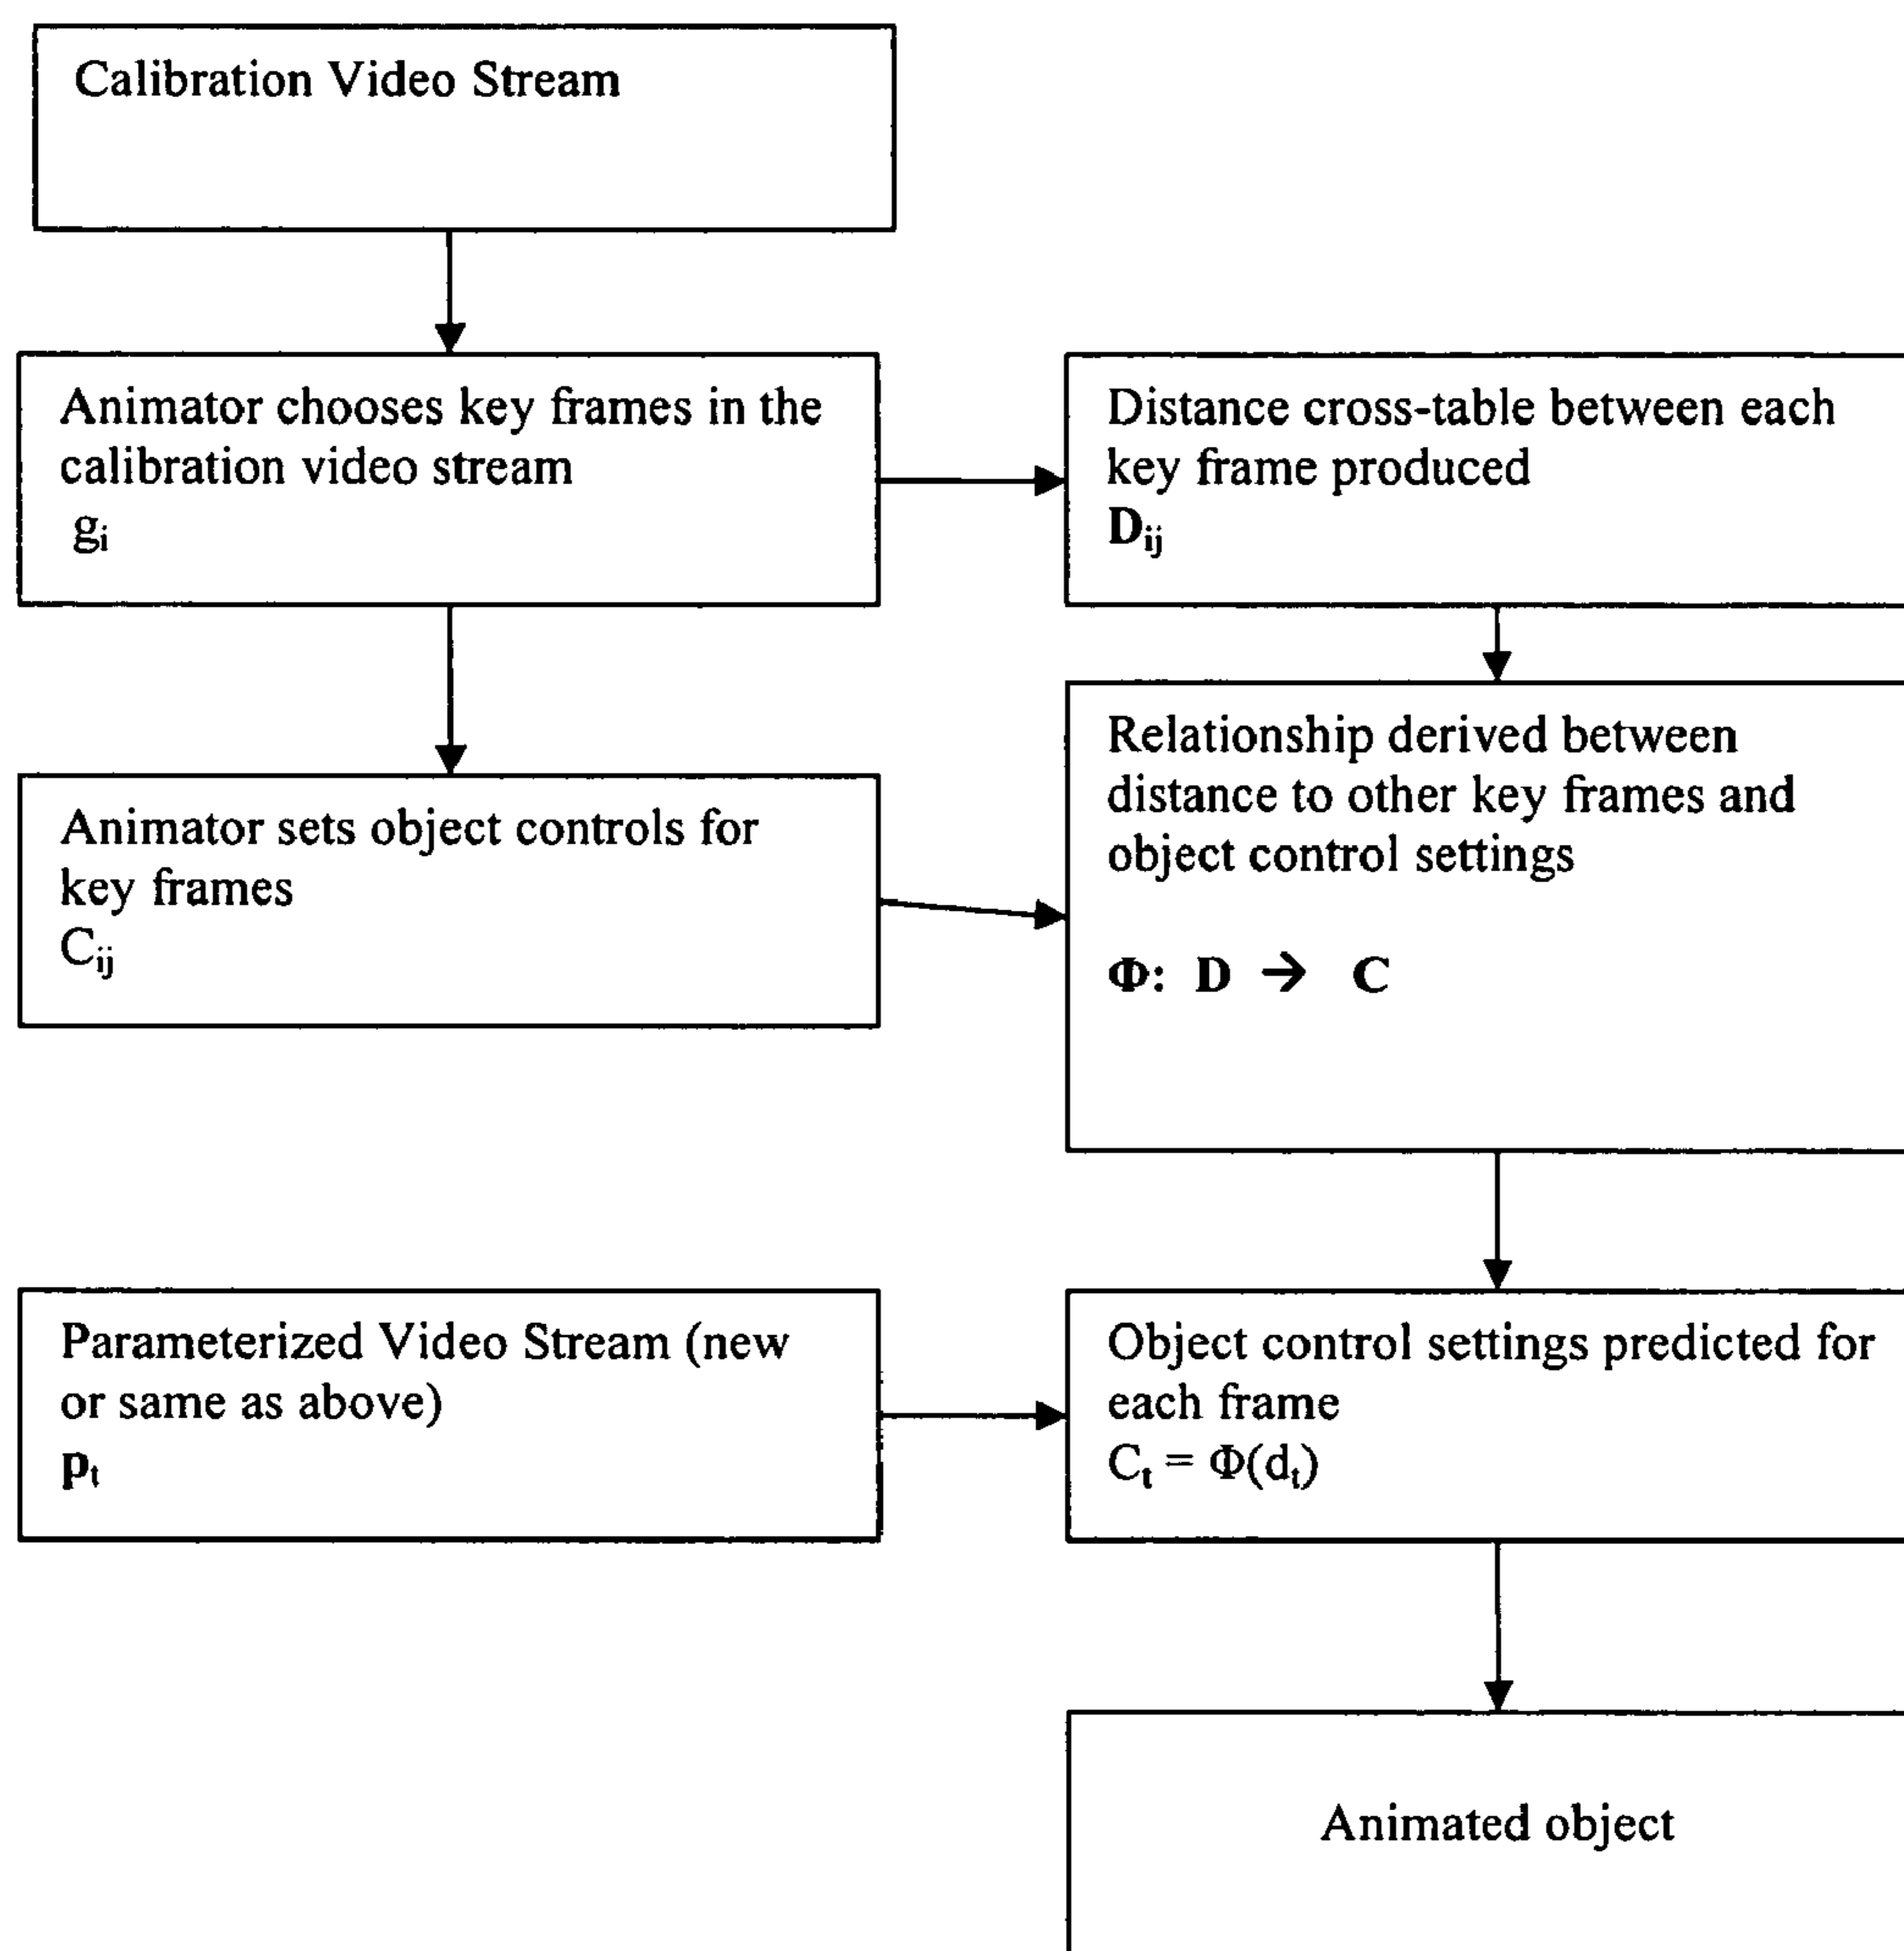 Calibration Video Stream
Animator chooses key frames in the
calibration video stream
gᵢ
Distance cross-table between each
key frame produced
Dᵢⱼ
Animator sets object controls for
key frames
Cᵢⱼ
Relationship derived between
distance to other key frames and
object control settings
Φ: D → C
Parameterized Video Stream (new
or same as above)
pₜ
Object control settings predicted for
each frame
Cₜ = Φ(dₜ)
Animated object